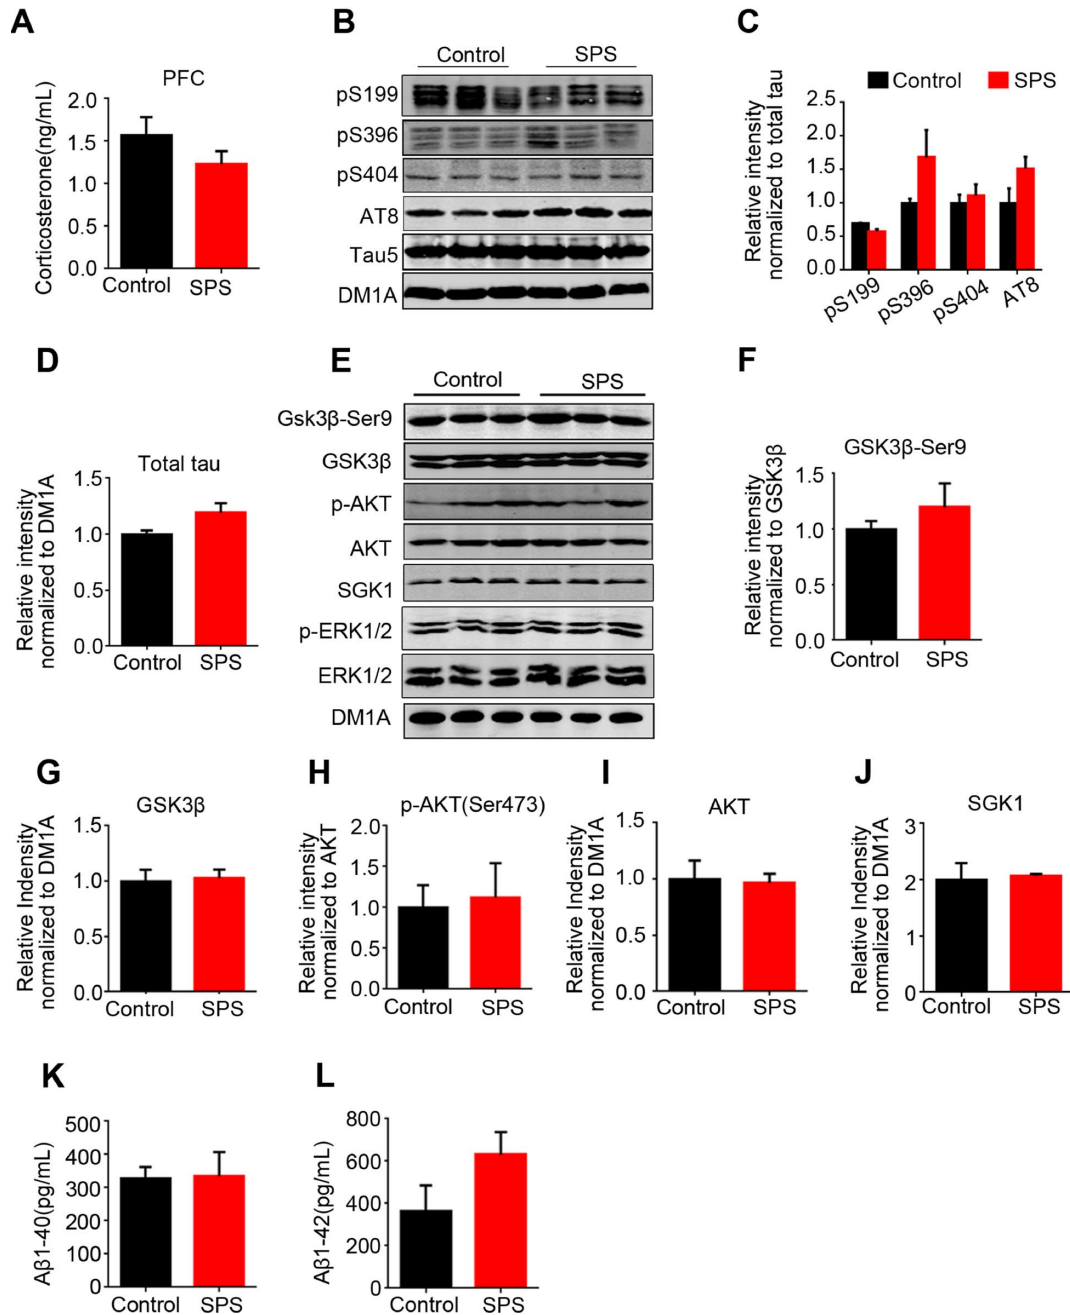 A
PFC
Corticosterone(ng/mL)
2.0
1.5
1.0
0.5
0.0
Control
SPS
B
Control
SPS
pS199
pS396
pS404
AT8
Tau5
DM1A
C
Control
SPS
Relative intensity
normalized to total tau
2.5
2.0
1.5
1.0
0.5
0.0
pS199
pS396
pS404
AT8
D
Total tau
Relative intensity
normalized to DM1A
1.5
1.0
0.5
0.0
Control
SPS
E
Control
SPS
Gsk3β-Ser9
GSK3β
p-AKT
AKT
SGK1
p-ERK1/2
ERK1/2
DM1A
F
GSK3β-Ser9
Relative intensity
normalized to GSK3β
1.5
1.0
0.5
0.0
Control
SPS
G
GSK3β
Relative Indensity
normalized to DM1A
1.5
1.0
0.5
0.0
Control
SPS
H
p-AKT(Ser473)
Relative intensity
normalized to AKT
2.0
1.5
1.0
0.5
0.0
Control
SPS
I
AKT
Relative Indensity
normalized to DM1A
1.5
1.0
0.5
0.0
Control
SPS
J
SGK1
Relative Indensity
normalized to DM1A
3
2
1
0
Control
SPS
K
Aβ1-40(pg/mL)
500
400
300
200
100
0
Control
SPS
L
Aβ1-42(pg/mL)
800
600
400
200
0
Control
SPS